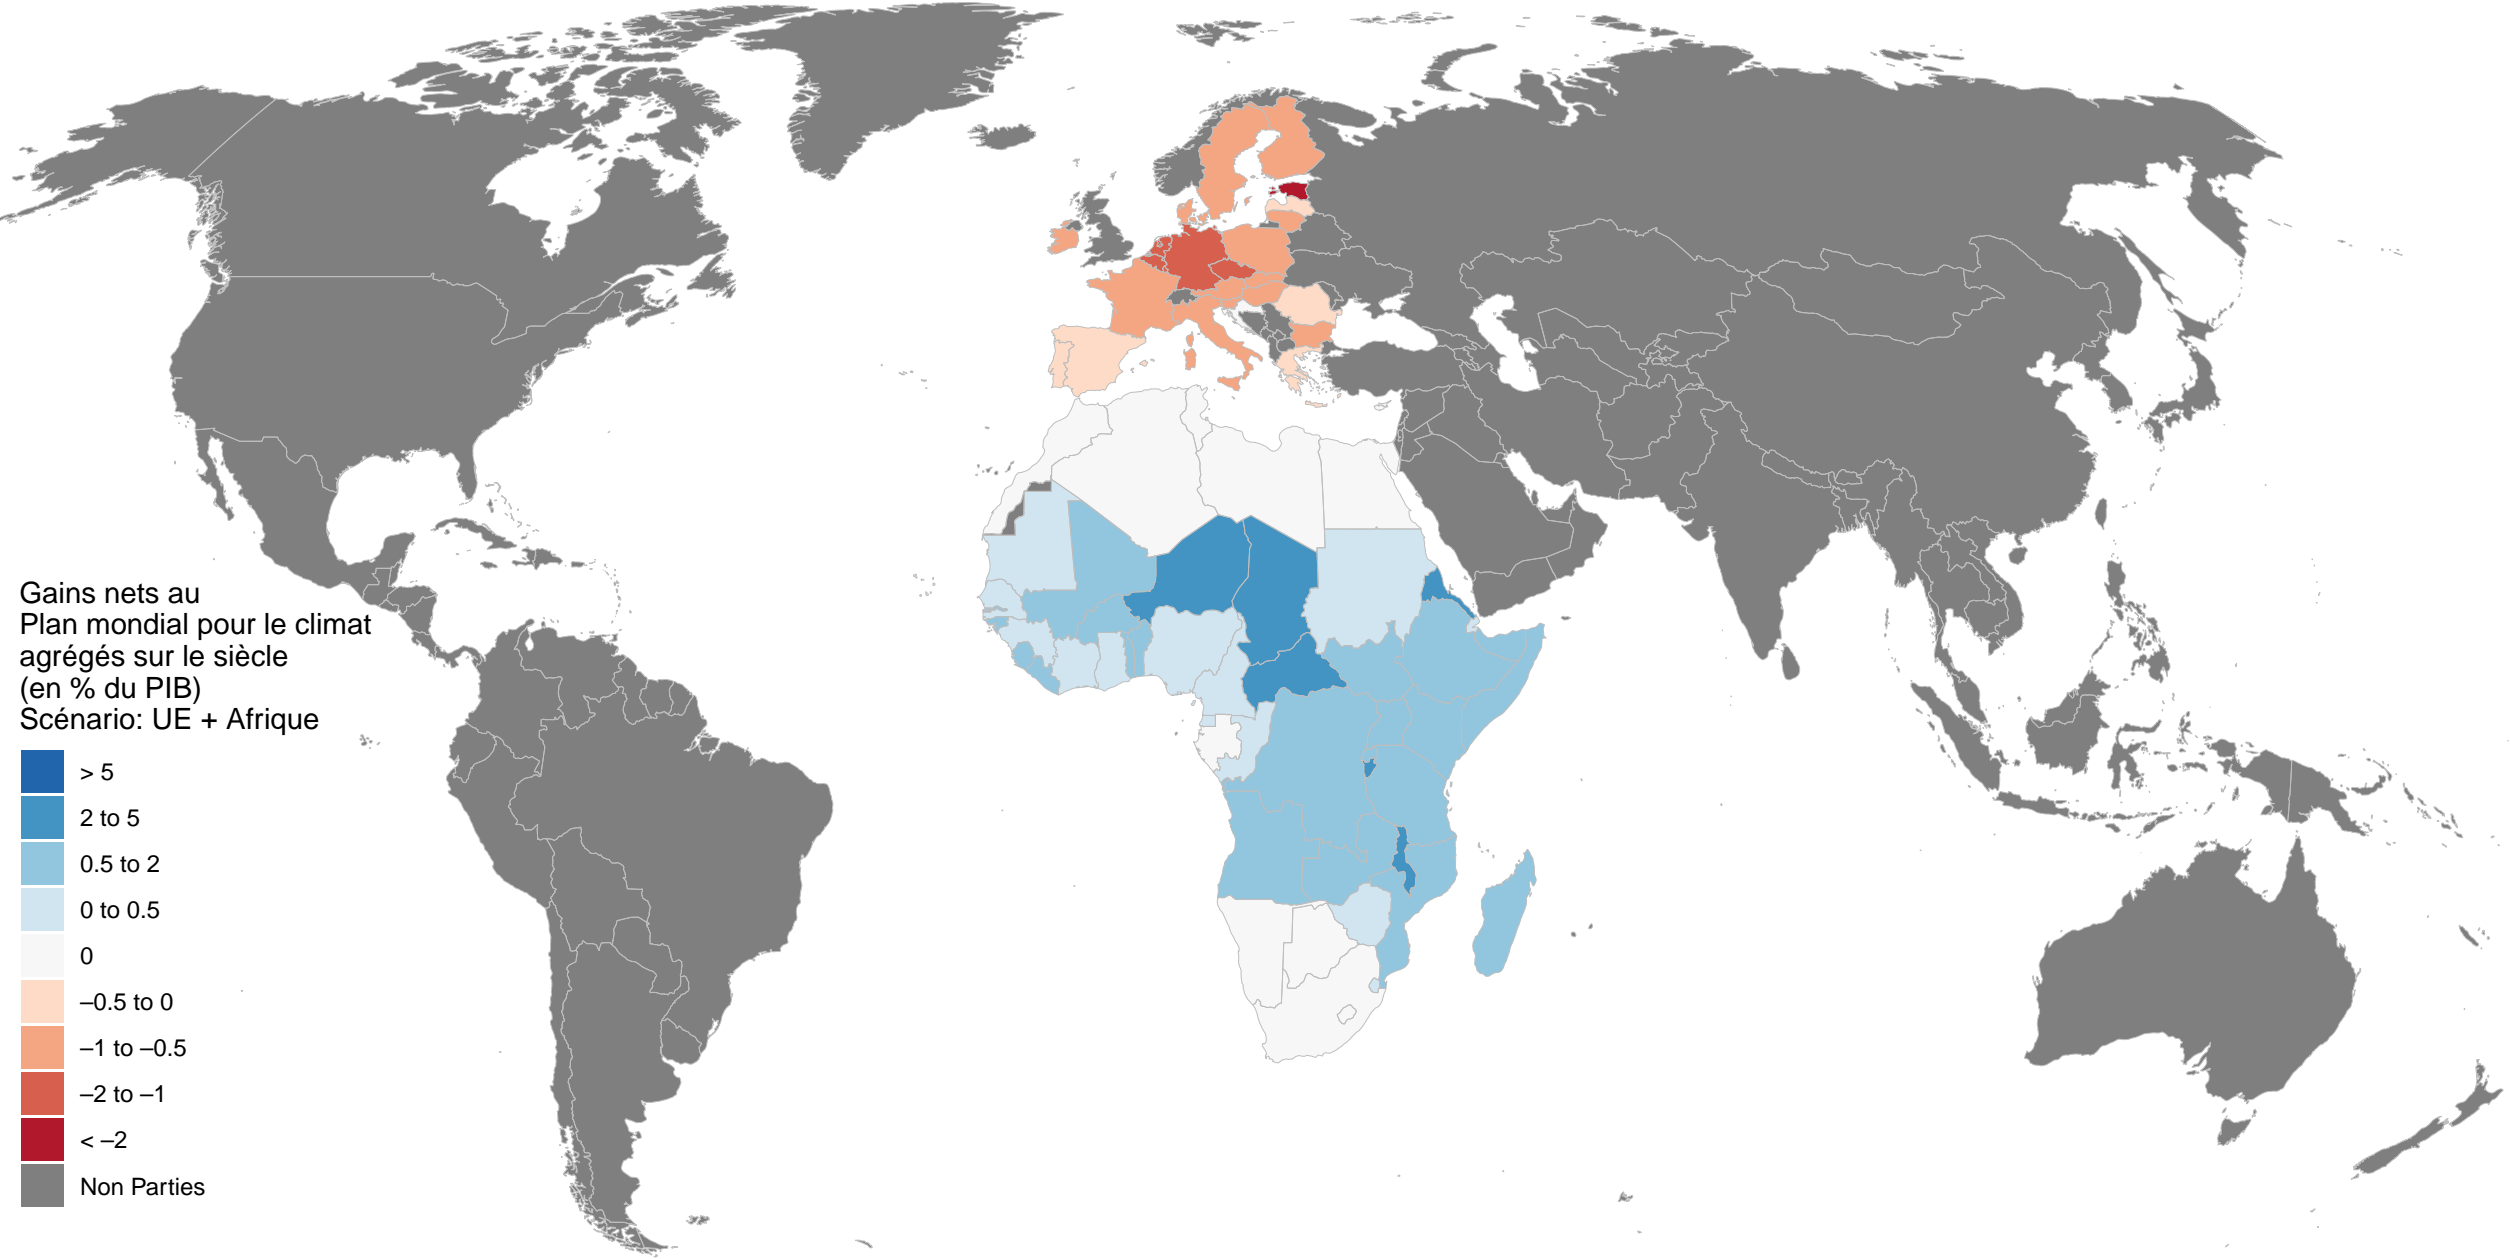 Gains nets au
Plan mondial pour le climat
agrégés sur le siècle
(en % du PIB)
Scénario: UE + Afrique
> 5
2 to 5
0.5 to 2
0 to 0.5
0
–0.5 to 0
–1 to –0.5
–2 to –1
< –2
Non Parties